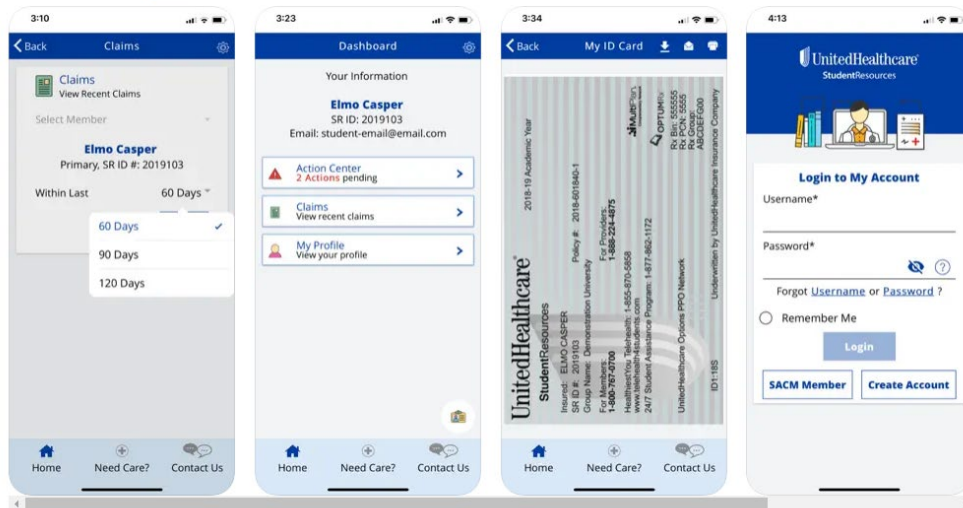 3:10
Back
Claims
Claims
View Recent Claims
Select Member
Elmo Casper
Primary, SR ID #: 2019103
Within Last
60 Days
60 Days
90 Days
120 Days
Home
Need Care?
Contact Us
3:23
Dashboard
Your Information
Elmo Casper
SR ID: 2019103
Email: student-email@email.com
Action Center
2 Actions pending
Claims
View recent claims
My Profile
View your profile
Home
Need Care?
Contact Us
3:34
Back
My ID Card
UnitedHealthcare®
StudentResources
2018-19 Academic Year
Insured: ELMO CASPER
SR ID #: 2019103
Policy #: 2018-601840-1
Group Name: Demonstration University
For Members:
1-800-767-0700
For Providers:
1-888-224-4875
HealthiestYou Telehealth: 1-855-870-5858
www.telehealth4students.com
24/7 Student Assistance Program: 1-877-862-1172
UnitedHealthcare Options PPO Network
MultiPlan
OPTUMRx
Rx Bin: 555555
Rx PCN: 5555
Rx Group:
ABCDEFG00
ID1:18S
Underwritten by UnitedHealthcare Insurance Company
Home
Need Care?
Contact Us
4:13
UnitedHealthcare®
StudentResources
Login to My Account
Username*
Password*
Forgot Username or Password ?
Remember Me
Login
SACM Member
Create Account